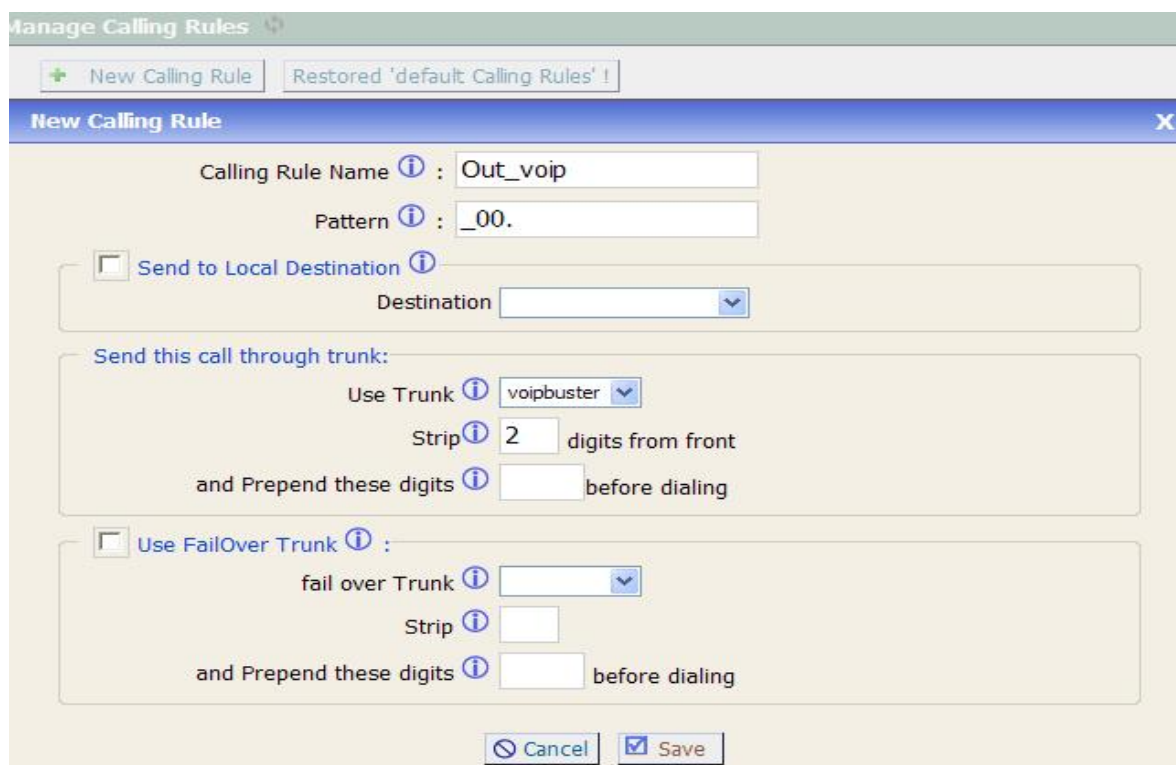 Manage Calling Rules
New Calling Rule Restored 'default Calling Rules' !
New Calling Rule X
Calling Rule Name : Out_voip
Pattern : _00.
Send to Local Destination
Destination
Send this call through trunk:
Use Trunk voipbuster
Strip 2 digits from front
and Prepend these digits before dialing
Use FailOver Trunk :
fail over Trunk
Strip
and Prepend these digits before dialing
Cancel Save